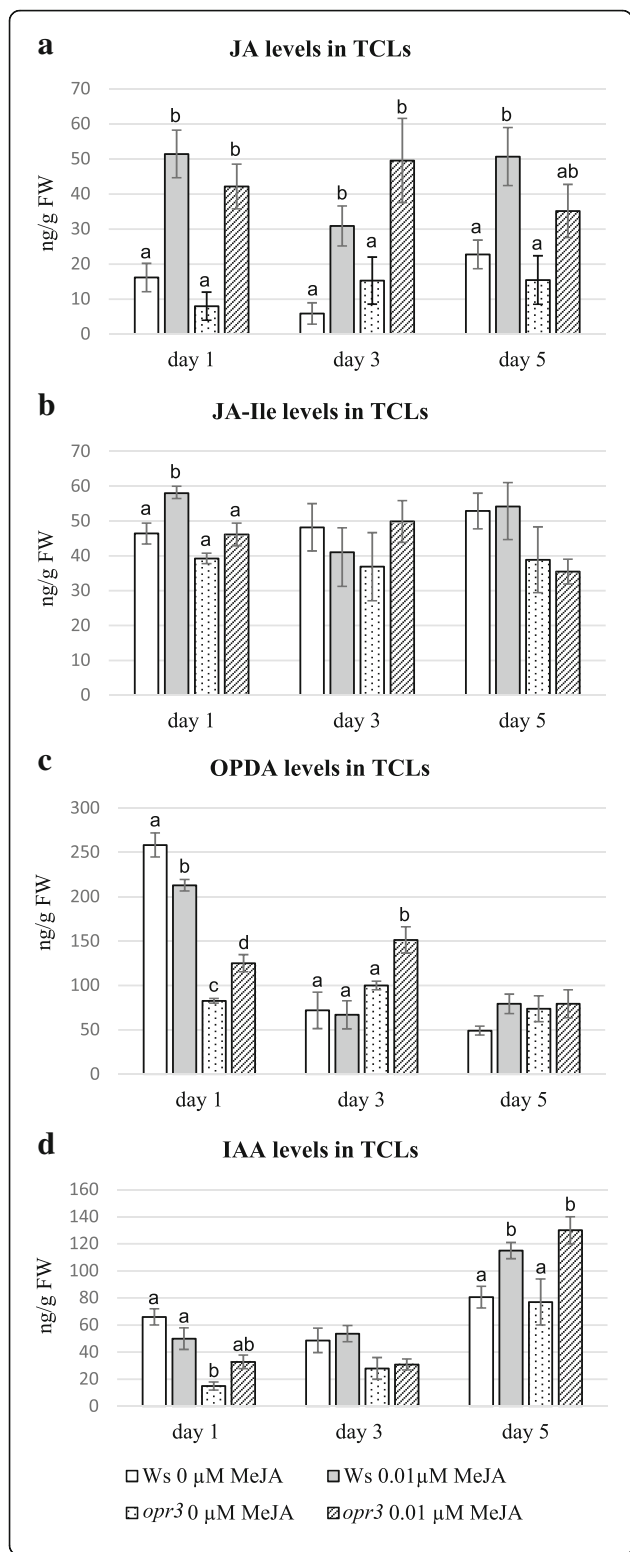 a
JA levels in TCLs
ng/g FW
70
60
50
40
30
20
10
0
a b a b
a b a b
a b a ab
day 1 day 3 day 5
b
JA-Ile levels in TCLs
ng/g FW
70
60
50
40
30
20
10
0
a b a a
day 1 day 3 day 5
c
OPDA levels in TCLs
ng/g FW
300
250
200
150
100
50
0
a b c d
a a a b
day 1 day 3 day 5
d
IAA levels in TCLs
ng/g FW
160
140
120
100
80
60
40
20
0
a a b ab
a b a b
day 1 day 3 day 5
Ws 0 µM MeJA Ws 0.01µM MeJA
opr3 0 µM MeJA opr3 0.01 µM MeJA